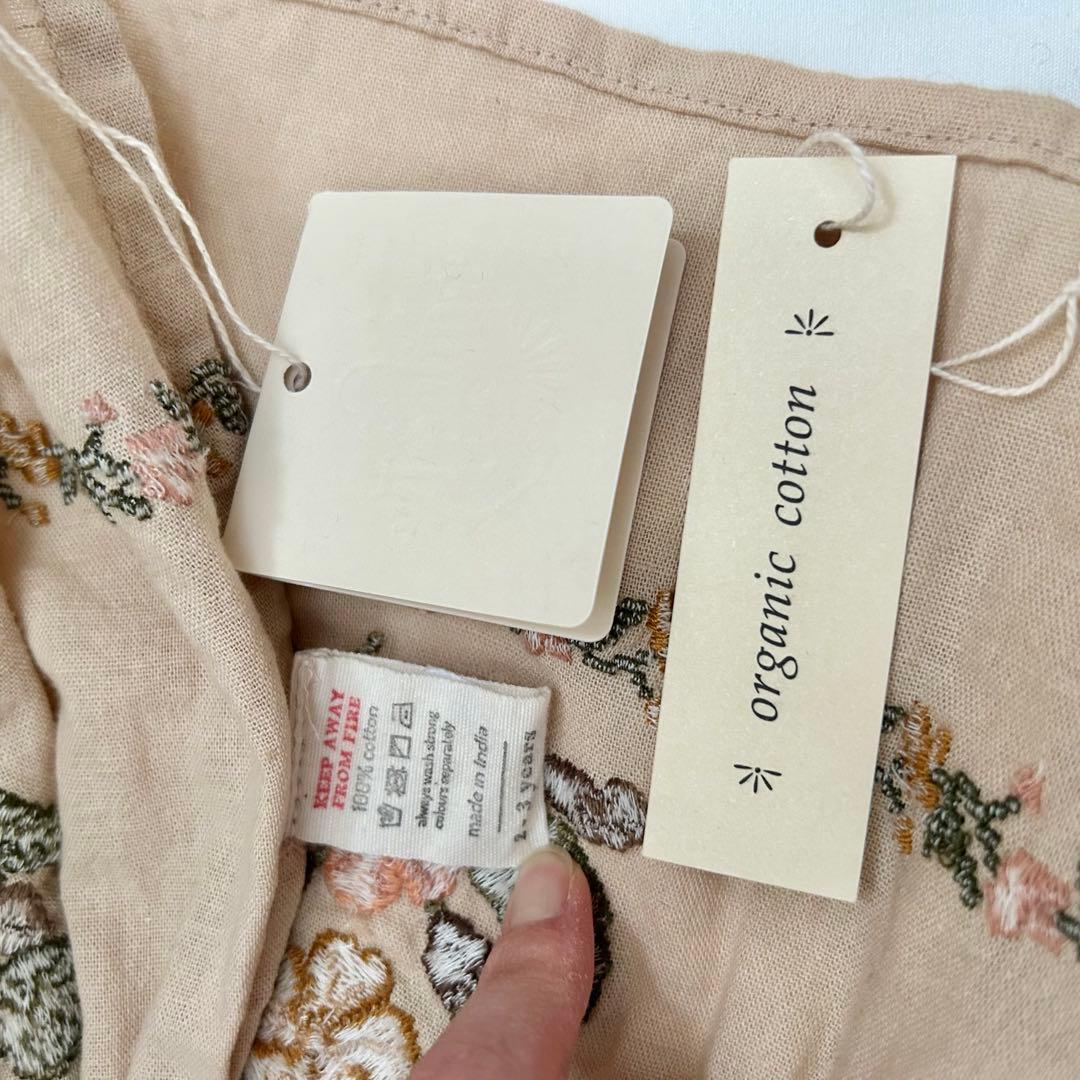 organic cotton
KEEP AWAY
FROM FIRE
100% cotton
always wash strong
colours separately
made in India
2 - 3 years